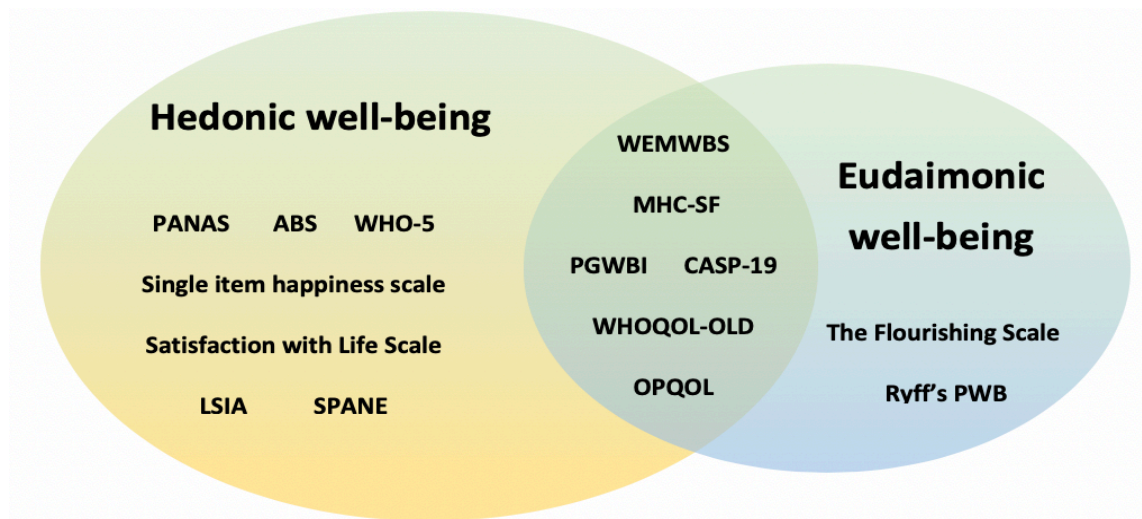 Hedonic well-being
PANAS ABS WHO-5
Single item happiness scale
Satisfaction with Life Scale
LSIA SPANE
WEMWBS
MHC-SF
PGWBI CASP-19
WHOQOL-OLD
OPQOL
Eudaimonic
well-being
The Flourishing Scale
Ryff's PWB